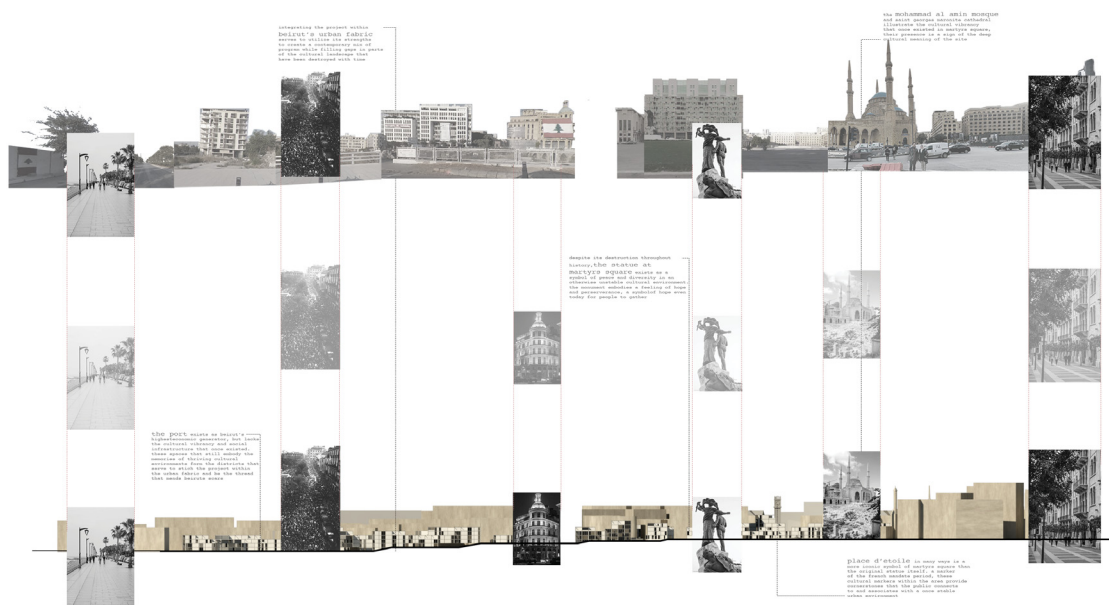 integrating the project within
beirut's urban fabric
serves to utilize its strengths
to create a contemporary mix of
program while filling gaps in parts
of the cultural landscape that
have been destroyed with time
the mohammad al amin mosque
and saint georges maronite cathedral
illustrate the cultural vibrancy
that once existed in martyrs square;
their presence is a sign of the deep
cultural meaning of the site
despite its destruction throughout
history, the statue at
martyrs square exists as a
symbol of peace and diversity in an
otherwise unstable cultural environment.
the monument embodies a feeling of hope
and perserverance, a symbol of hope even
today for people to gather
the port exists as beirut's
highest economic generator, but lacks
the cultural vibrancy and social
infrastructure that once existed.
these spaces that still embody the
memories of thriving cultural
environments form the districts that
serve to stich the project within
the urban fabric and be the thread
that mends beiruts scars
place d'etoile in many ways is a
more iconic symbol of martyrs square than
the original statue itself. a marker
of the french mandate period, these
cultural markers within the area provide
cornerstones that the public connects
to and associates with a once stable
urban environment